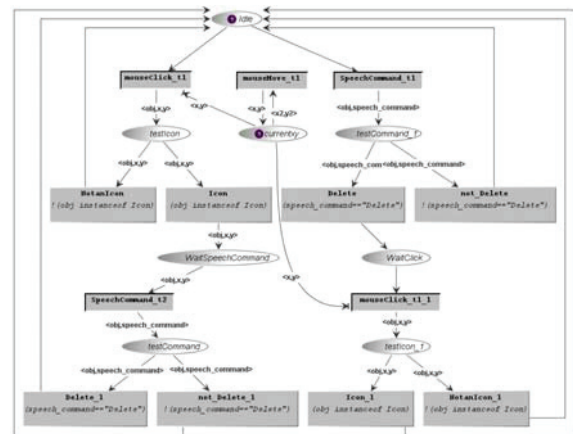 Idle
mouseClick_t1
mouseMove_t1
SpeechCommand_t1
<x,y>
<x,y>
<x2,y2>
<obj,x,y>
<obj,speech_command>
testIcon
currentxy
testCommand_1
<obj,x,y>
<obj,x,y>
<obj,speech_com
<obj,speech_command>
NotanIcon
!(obj instanceof Icon)
Icon
(obj instanceof Icon)
Delete
(speech_command=="Delete")
not_Delete
!(speech_command=="Delete")
<obj,x,y>
WaitSpeechCommand
WaitClick
<x,y>
SpeechCommand_t2
mouseClick_t1_1
<obj,speech_command>
<obj,x,y>
testCommand
testIcon_1
<obj,speech_command>
<obj,speech_command>
<obj,x,y>
<obj,x,y>
Delete_1
(speech_command=="Delete")
not_Delete_1
!(speech_command=="Delete")
Icon_1
(obj instanceof Icon)
NotanIcon_1
!(obj instanceof Icon)